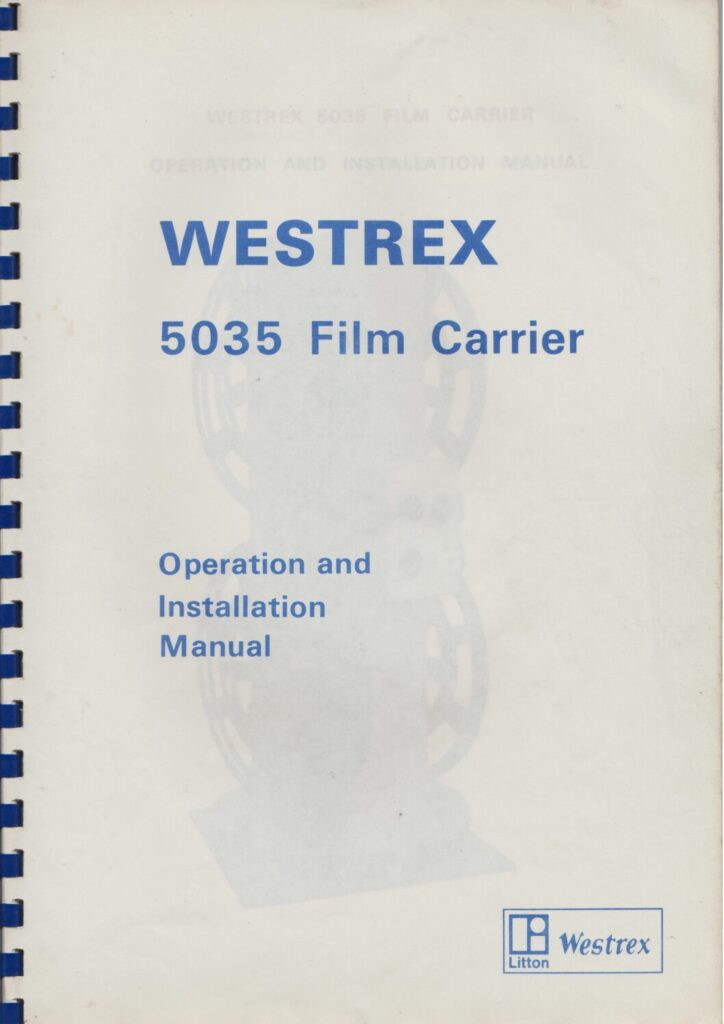 WESTREX 5035 FILM CARRIER
OPERATION AND INSTALLATION MANUAL
WESTREX
5035 Film Carrier
Operation and
Installation
Manual
Litton
Westrex